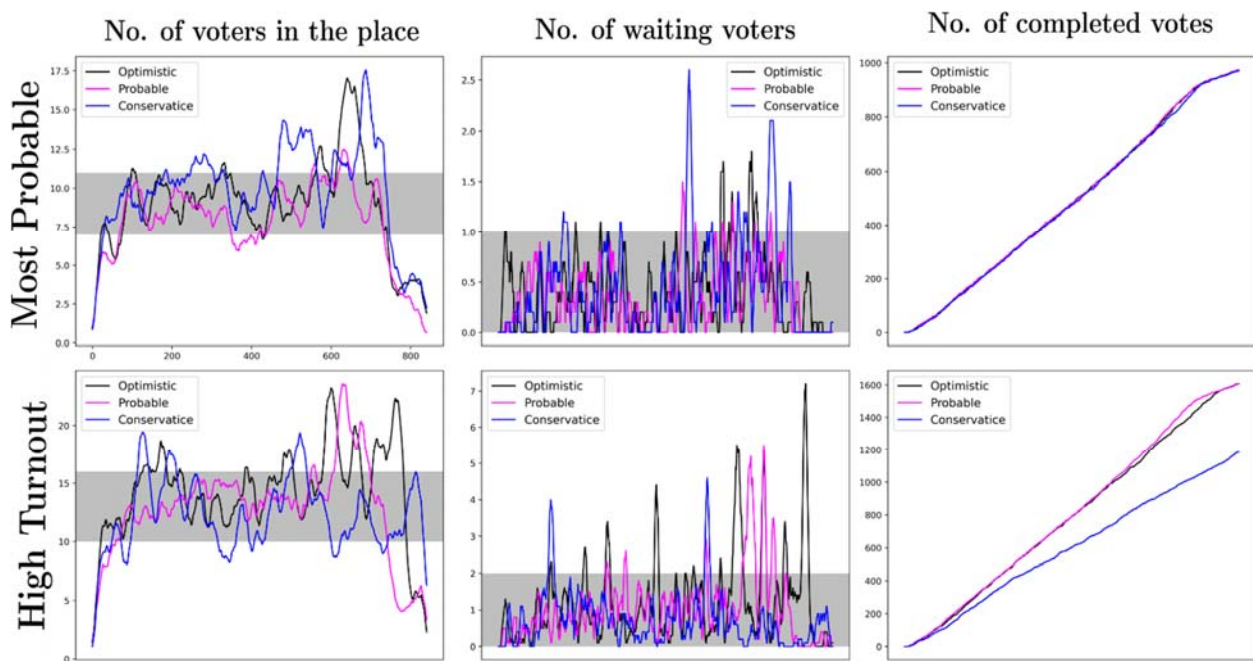 No. of voters in the place
No. of waiting voters
No. of completed votes
Most Probable
17.5
15.0
12.5
10.0
7.5
5.0
2.5
0.0
0
200
400
600
800
Optimistic
Probable
Conservatice
2.5
2.0
1.5
1.0
0.5
0.0
Optimistic
Probable
Conservatice
1000
800
600
400
200
0
Optimistic
Probable
Conservatice
High Turnout
20
15
10
5
0
Optimistic
Probable
Conservatice
7
6
5
4
3
2
1
0
Optimistic
Probable
Conservatice
1600
1400
1200
1000
800
600
400
200
0
Optimistic
Probable
Conservatice